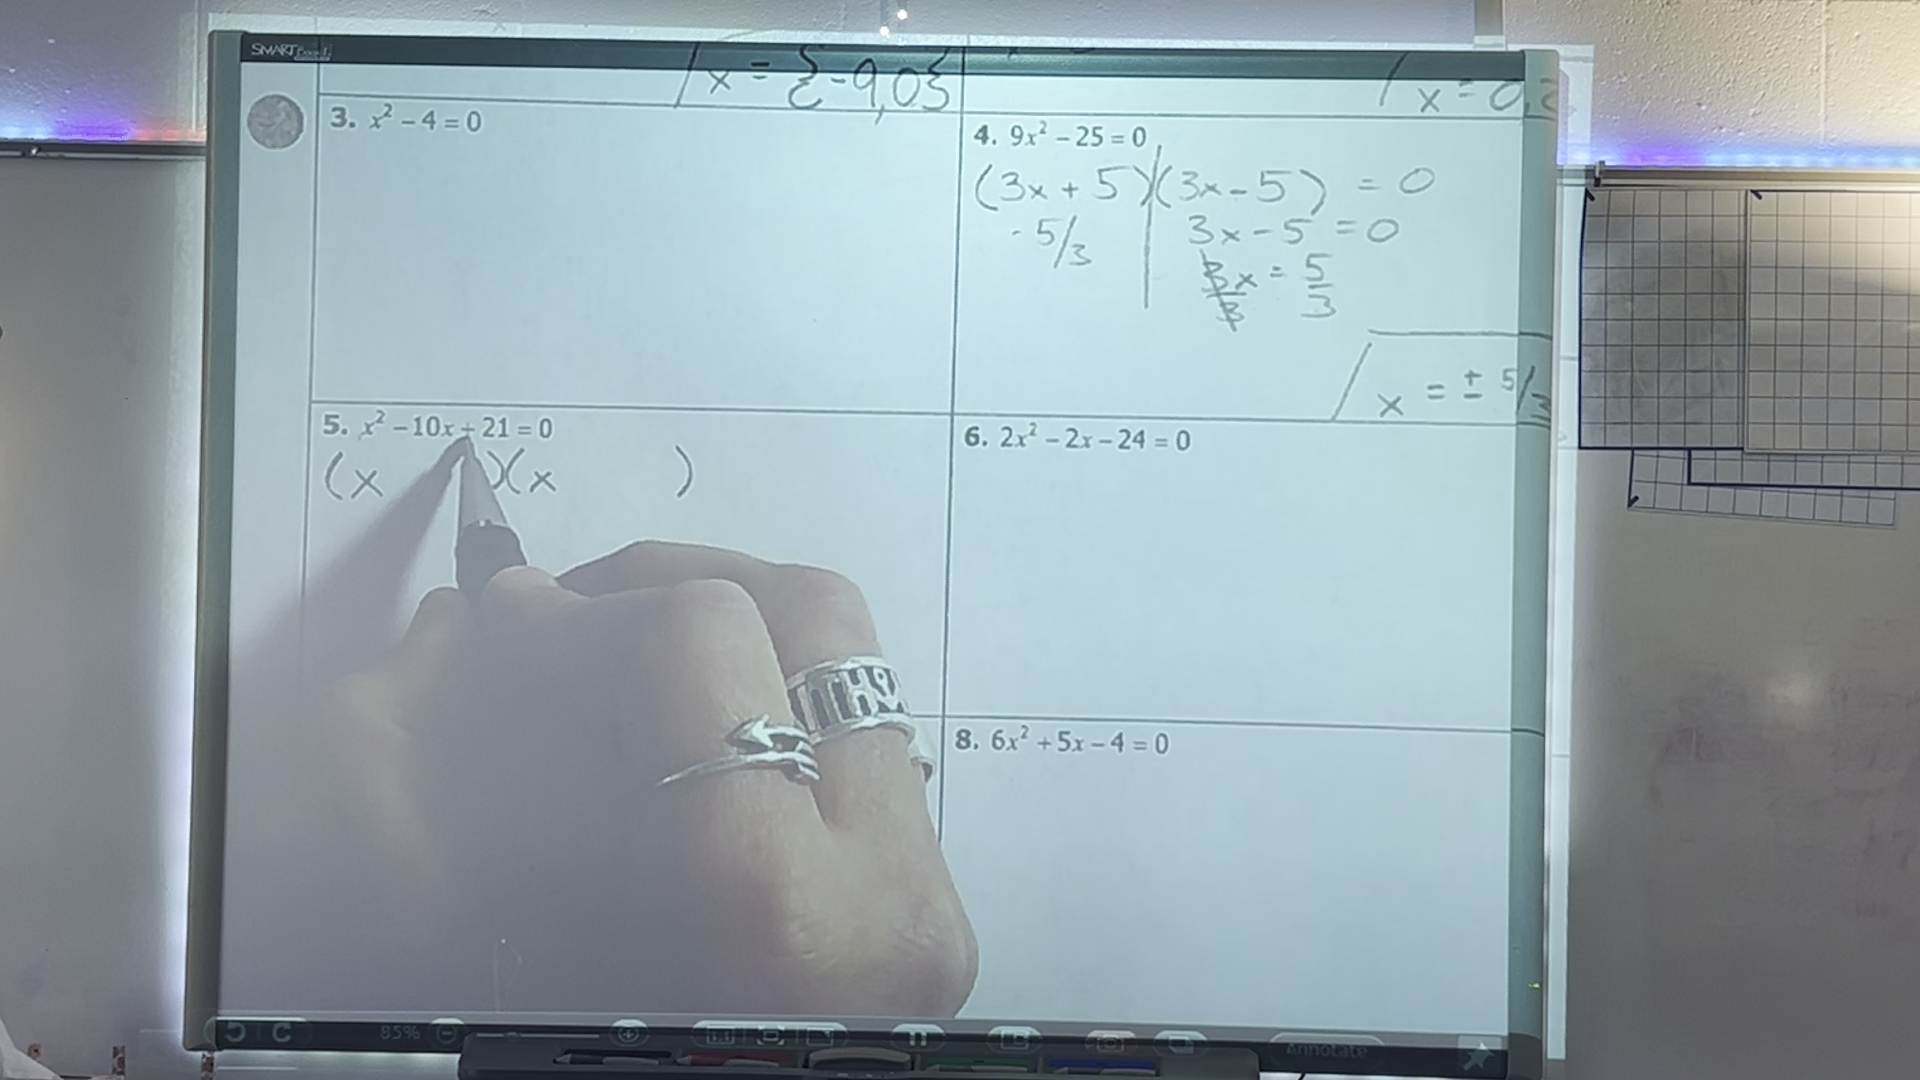 SMART Board
x = {-9,0}
x = 0,2
3. x² – 4 = 0
4. 9x² – 25 = 0
(3x + 5)(3x - 5) = 0
- 5/3
3x - 5 = 0
3x/3 = 5/3
x = ± 5/3
5. x² – 10x + 21 = 0
(x )(x )
6. 2x² – 2x – 24 = 0
8. 6x² + 5x – 4 = 0
85%
Annotate